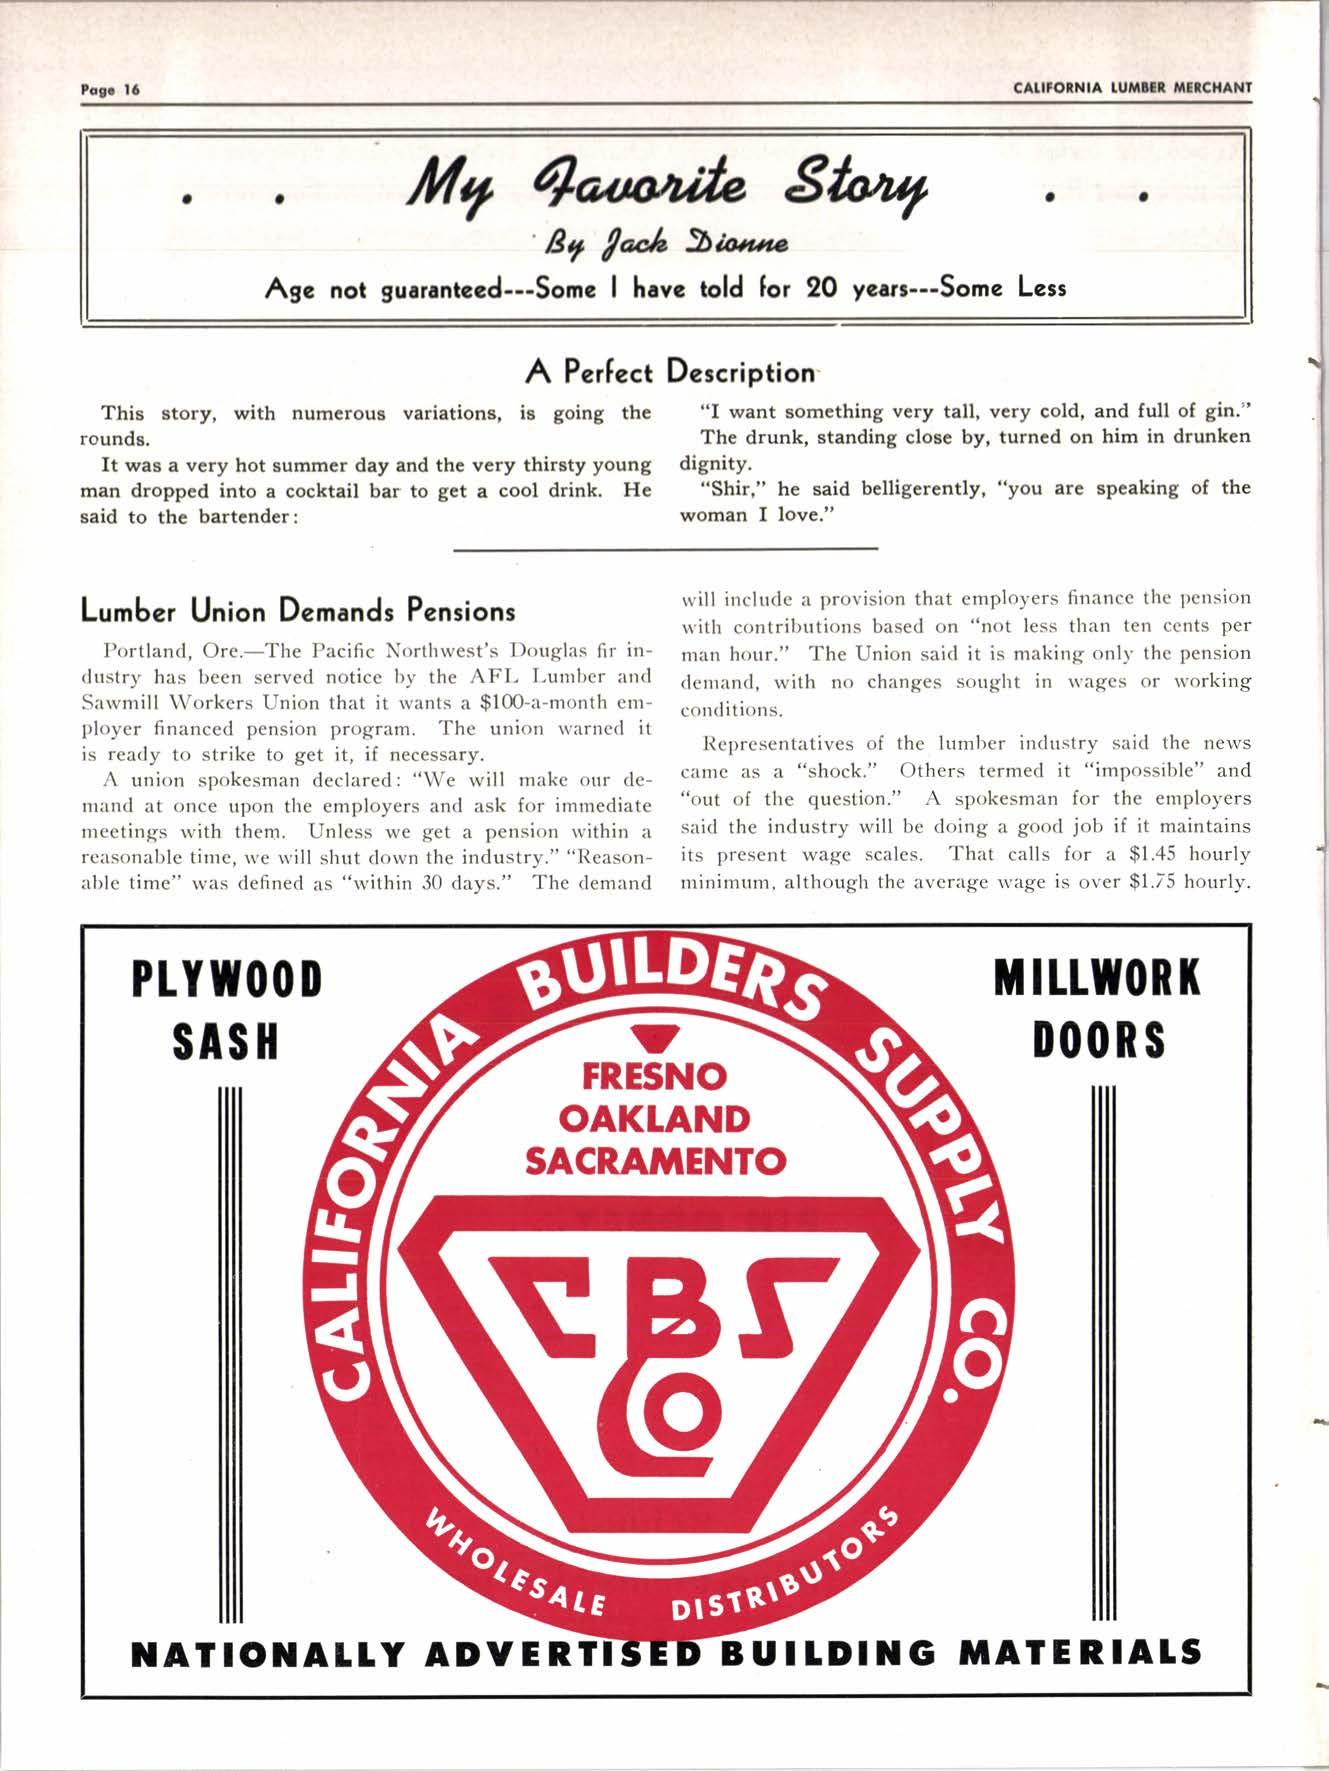 Page 16
CALIFORNIA LUMBER MERCHANT
My Favorite Story
By Jack Dionne
Age not guaranteed---Some I have told for 20 years---Some Less
A Perfect Description
This story, with numerous variations, is going the
rounds.
It was a very hot summer day and the very thirsty young
man dropped into a cocktail bar to get a cool drink. He
said to the bartender:
"I want something very tall, very cold, and full of gin."
The drunk, standing close by, turned on him in drunken
dignity.
"Shir," he said belligerently, "you are speaking of the
woman I love."
Lumber Union Demands Pensions
Portland, Ore.—The Pacific Northwest's Douglas fir in-
dustry has been served notice by the AFL Lumber and
Sawmill Workers Union that it wants a $100-a-month em-
ployer financed pension program. The union warned it
is ready to strike to get it, if necessary.
A union spokesman declared: "We will make our de-
mand at once upon the employers and ask for immediate
meetings with them. Unless we get a pension within a
reasonable time, we will shut down the industry." "Reason-
able time" was defined as "within 30 days." The demand
will include a provision that employers finance the pension
with contributions based on "not less than ten cents per
man hour." The Union said it is making only the pension
demand, with no changes sought in wages or working
conditions.
Representatives of the lumber industry said the news
came as a "shock." Others termed it "impossible" and
"out of the question." A spokesman for the employers
said the industry will be doing a good job if it maintains
its present wage scales. That calls for a $1.45 hourly
minimum, although the average wage is over $1.75 hourly.
PLYWOOD
SASH
MILLWORK
DOORS
CALIFORNIA BUILDERS SUPPLY CO.
FRESNO
OAKLAND
SACRAMENTO
CBS
CO
WHOLESALE DISTRIBUTORS
NATIONALLY ADVERTISED BUILDING MATERIALS